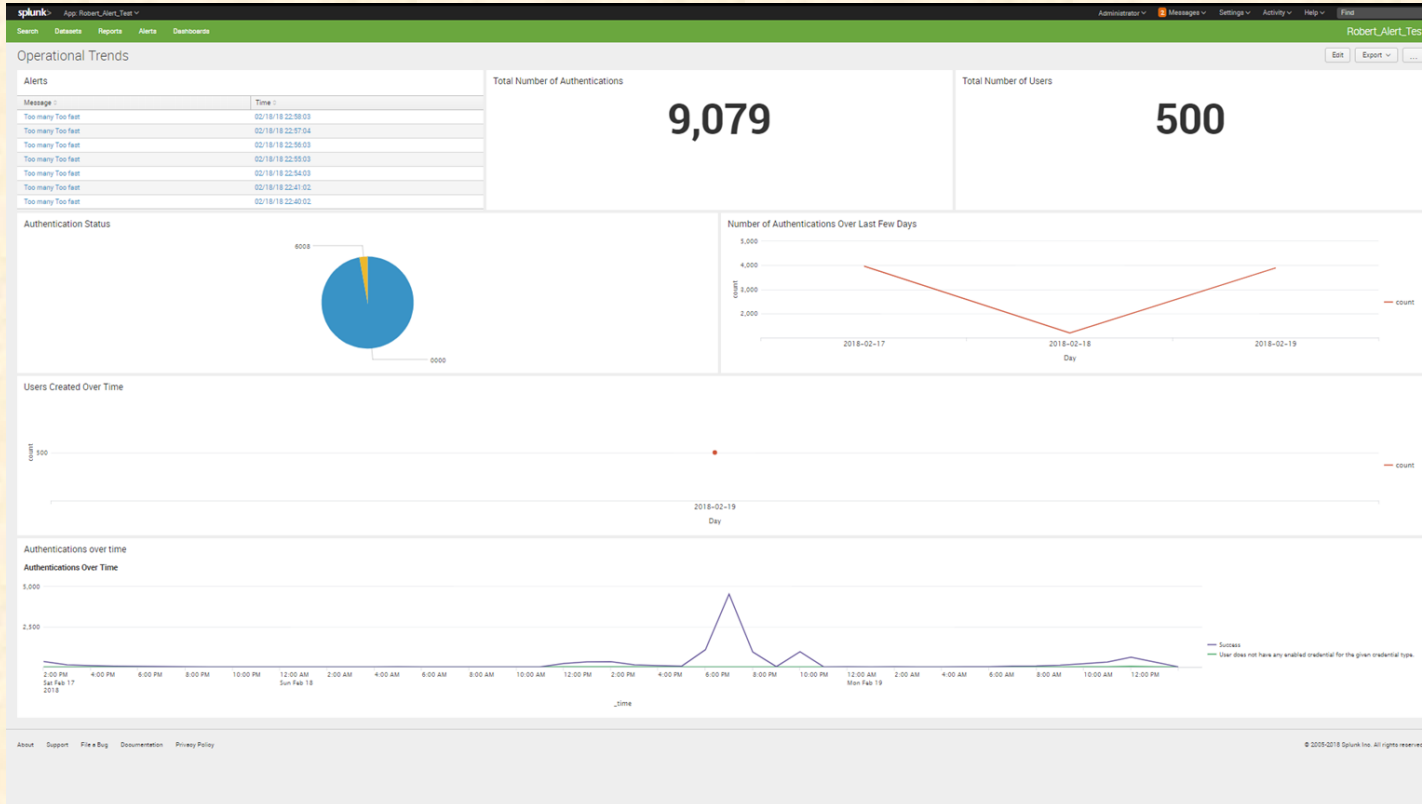 splunk> App: Robert_Alert_Test Administrator 2 Messages Settings Activity Help Find
Search Datasets Reports Alerts Dashboards Robert_Alert_Tes
Operational Trends Edit Export ...
Alerts
Message Time
Too many Too fast 02/18/18 22:58:03
Too many Too fast 02/18/18 22:57:04
Too many Too fast 02/18/18 22:56:03
Too many Too fast 02/18/18 22:55:03
Too many Too fast 02/18/18 22:54:03
Too many Too fast 02/18/18 22:41:02
Too many Too fast 02/18/18 22:40:02
Total Number of Authentications
9,079
Total Number of Users
500
Authentication Status
6008
0000
Number of Authentications Over Last Few Days
5,000
4,000
3,000
2,000
count
2018-02-17 2018-02-18 2018-02-19
Day
count
Users Created Over Time
count
500
2018-02-19
Day
count
Authentications over time
Authentications Over Time
5,000
2,500
2:00 PM 4:00 PM 6:00 PM 8:00 PM 10:00 PM 12:00 AM 2:00 AM 4:00 AM 6:00 AM 8:00 AM 10:00 AM 12:00 PM 2:00 PM 4:00 PM 6:00 PM 8:00 PM 10:00 PM 12:00 AM 2:00 AM 4:00 AM 6:00 AM 8:00 AM 10:00 AM 12:00 PM
Sat Feb 17 Sun Feb 18 Mon Feb 19
2018
_time
Success
User does not have any enabled credential for the given credential type.
About Support File a Bug Documentation Privacy Policy © 2005-2018 Splunk Inc. All rights reserved